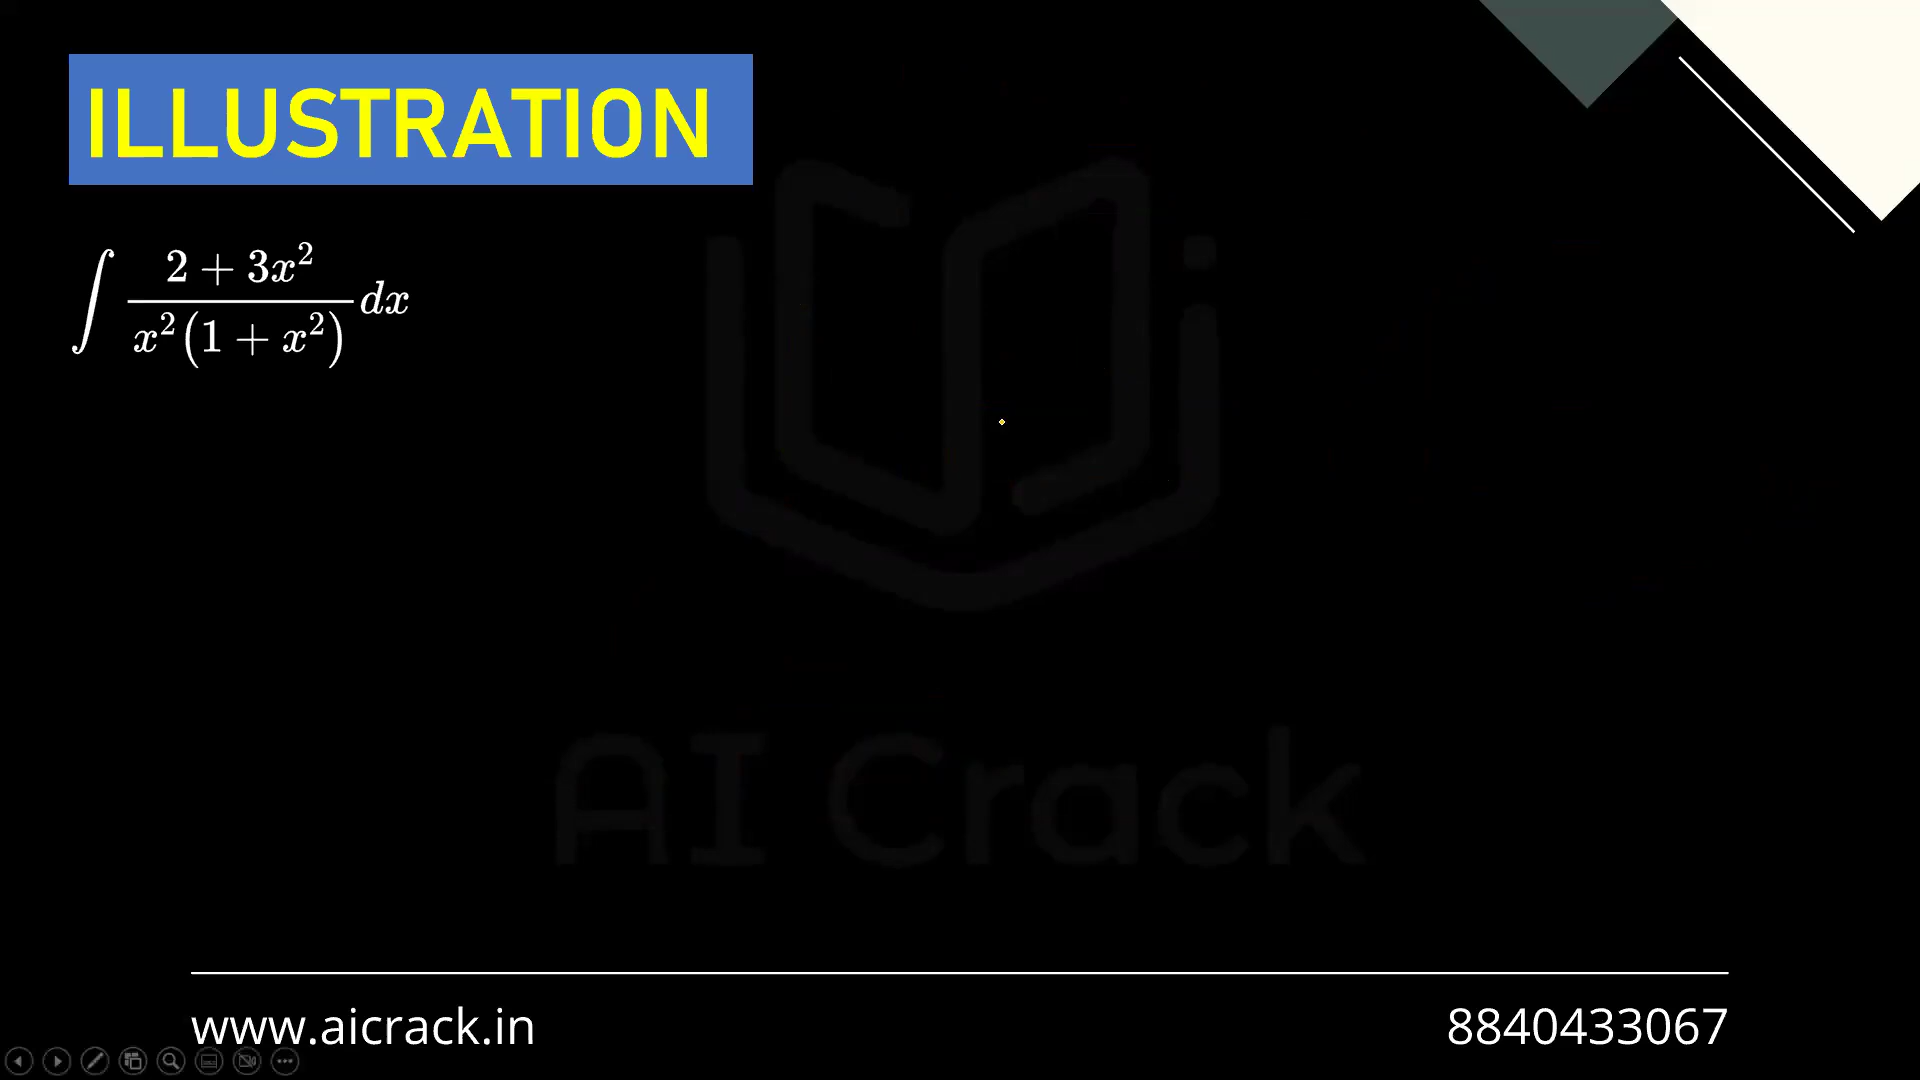 ILLUSTRATION
∫ (2 + 3x²) / (x²(1 + x²)) dx
AI Crack
www.aicrack.in
8840433067